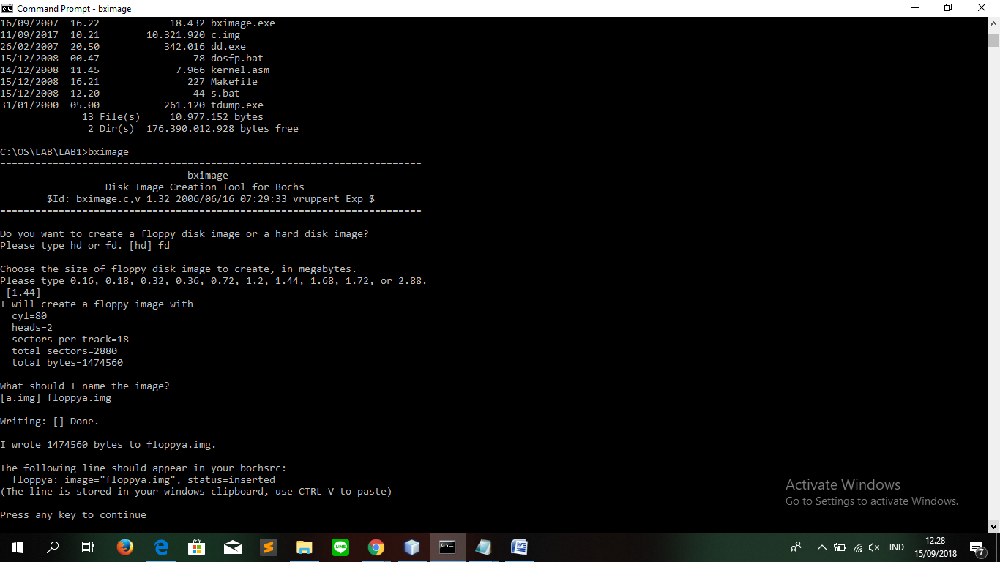 Command Prompt - bximage
16/09/2007  16.22            18.432 bximage.exe
11/09/2017  10.21        10.321.920 c.img
26/02/2007  20.50           342.016 dd.exe
15/12/2008  00.47                78 dosfp.bat
14/12/2008  11.45             7.966 kernel.asm
15/12/2008  16.21               227 Makefile
15/12/2008  12.20                44 s.bat
31/01/2000  05.00           261.120 tdump.exe
              13 File(s)     10.977.152 bytes
               2 Dir(s)  176.390.012.928 bytes free
C:\OS\LAB\LAB1>bximage
========================================================================
                                bximage
                  Disk Image Creation Tool for Bochs
        $Id: bximage.c,v 1.32 2006/06/16 07:29:33 vruppert Exp $
========================================================================
Do you want to create a floppy disk image or a hard disk image?
Please type hd or fd. [hd] fd
Choose the size of floppy disk image to create, in megabytes.
Please type 0.16, 0.18, 0.32, 0.36, 0.72, 1.2, 1.44, 1.68, 1.72, or 2.88.
 [1.44]
I will create a floppy image with
  cyl=80
  heads=2
  sectors per track=18
  total sectors=2880
  total bytes=1474560
What should I name the image?
[a.img] floppya.img
Writing: [] Done.
I wrote 1474560 bytes to floppya.img.
The following line should appear in your bochsrc:
  floppya: image="floppya.img", status=inserted
(The line is stored in your windows clipboard, use CTRL-V to paste)
Press any key to continue
Activate Windows
Go to Settings to activate Windows.
LINE
IND
12.28
15/09/2018
7